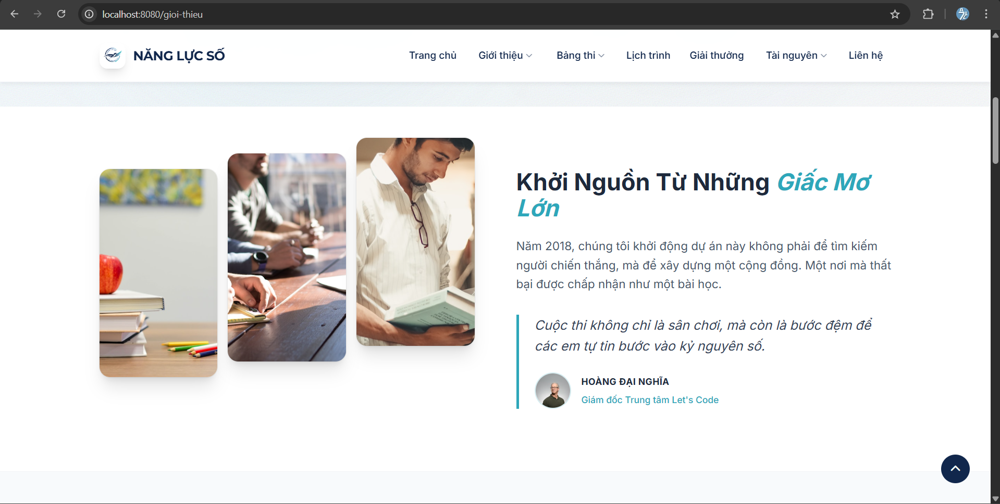 localhost:8080/gioi-thieu
NĂNG LỰC SỐ
Trang chủ
Giới thiệu
Bảng thi
Lịch trình
Giải thưởng
Tài nguyên
Liên hệ
Khởi Nguồn Từ Những Giấc Mơ
Lớn
Năm 2018, chúng tôi khởi động dự án này không phải để tìm kiếm
người chiến thắng, mà để xây dựng một cộng đồng. Một nơi mà thất
bại được chấp nhận như một bài học.
Cuộc thi không chỉ là sân chơi, mà còn là bước đệm để
các em tự tin bước vào kỷ nguyên số.
HOÀNG ĐẠI NGHĨA
Giám đốc Trung tâm Let's Code